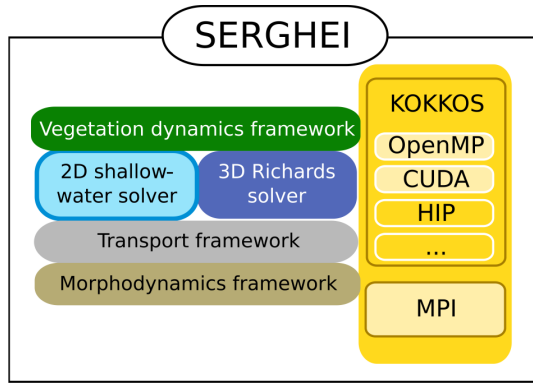 SERGHEI
Vegetation dynamics framework
2D shallow-
water solver
3D Richards
solver
Transport framework
Morphodynamics framework
KOKKOS
OpenMP
CUDA
HIP
...
MPI